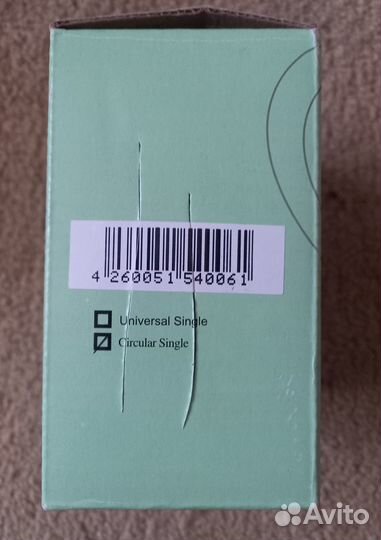 4 260051 540061
Universal Single
Circular Single
Avito